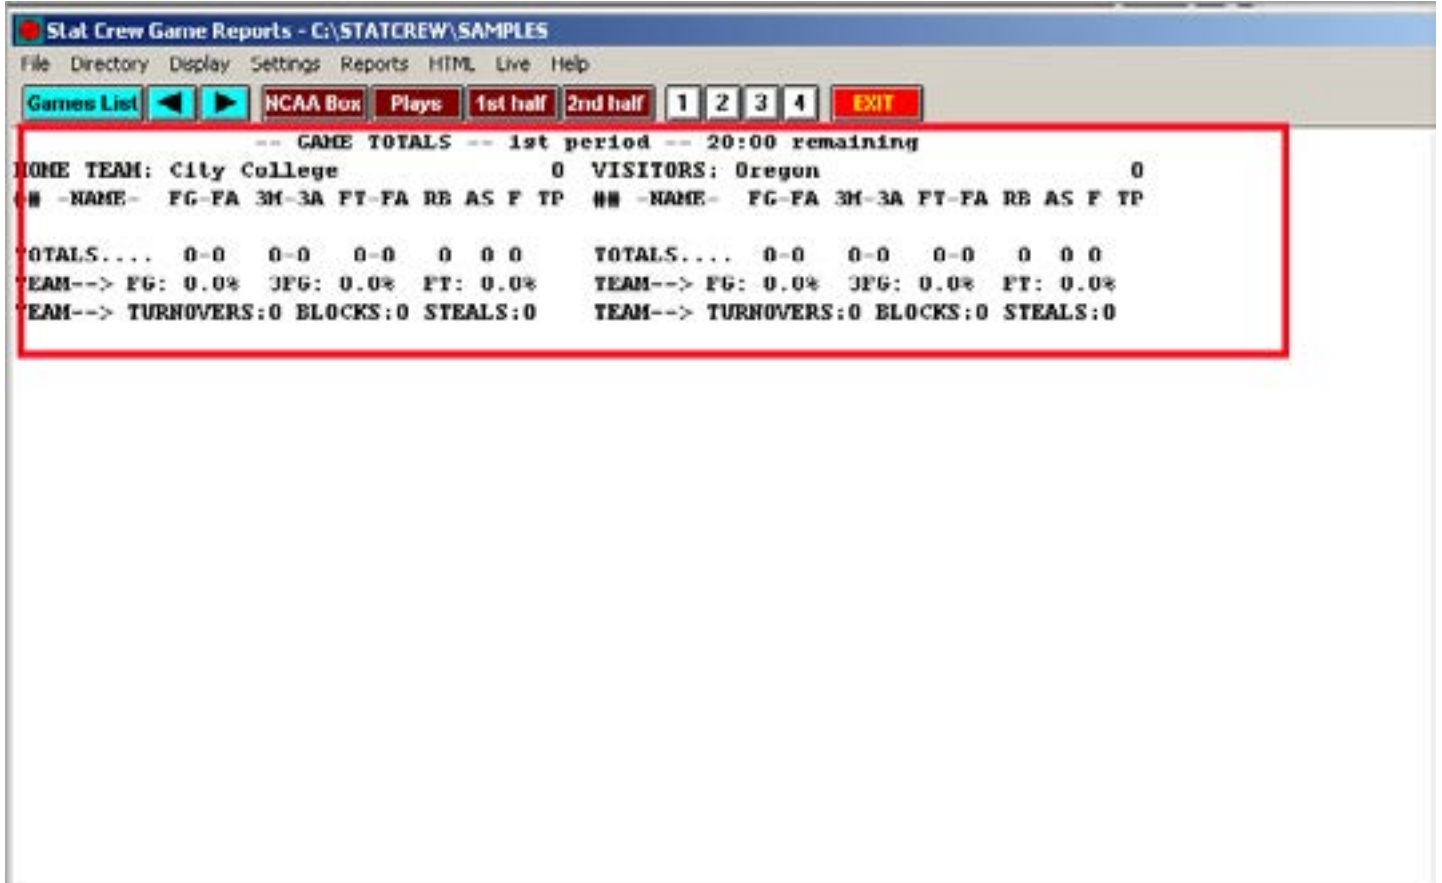 Stat Crew Game Reports - C:\STATCREW\SAMPLES
File Directory Display Settings Reports HTML Live Help
Games List NCAA Box Plays 1st half 2nd half 1 2 3 4 EXIT
-- GAME TOTALS -- 1st period -- 20:00 remaining
HOME TEAM: City College 0 VISITORS: Oregon 0
## -NAME- FG-FA 3M-3A FT-FA RB AS F TP ## -NAME- FG-FA 3M-3A FT-FA RB AS F TP
TOTALS.... 0-0 0-0 0-0 0 0 0 TOTALS.... 0-0 0-0 0-0 0 0 0
TEAM--> FG: 0.0% 3FG: 0.0% FT: 0.0% TEAM--> FG: 0.0% 3FG: 0.0% FT: 0.0%
TEAM--> TURNOVERS:0 BLOCKS:0 STEALS:0 TEAM--> TURNOVERS:0 BLOCKS:0 STEALS:0